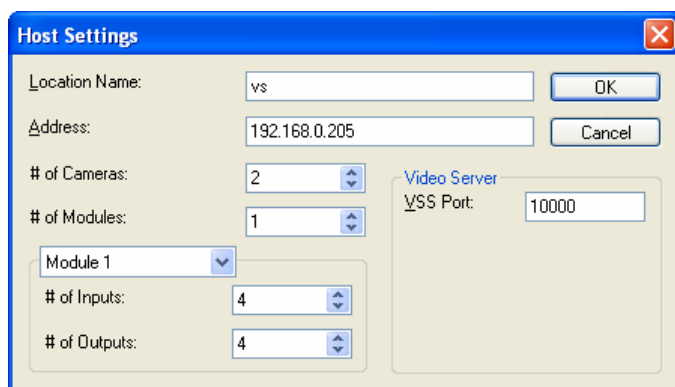 Host Settings
Location Name:
vs
OK
Address:
192.168.0.205
Cancel
# of Cameras:
2
Video Server
# of Modules:
1
VSS Port:
10000
Module 1
# of Inputs:
4
# of Outputs:
4